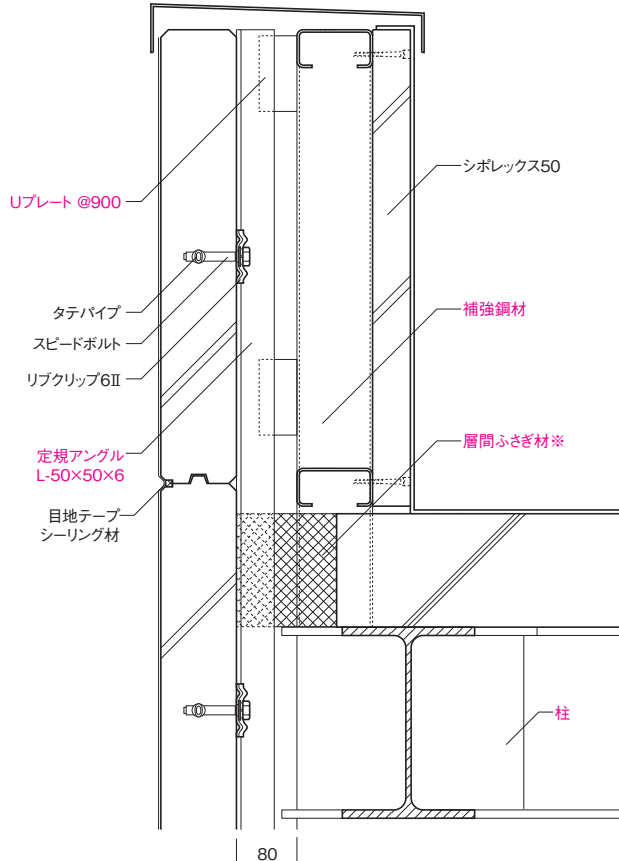 シポレックス50
Uプレート @900
タテパイプ
補強鋼材
スピードボルト
リブクリップ6II
層間ふさぎ材※
定規アングル
L-50×50×6
目地テープ
シーリング材
柱
80